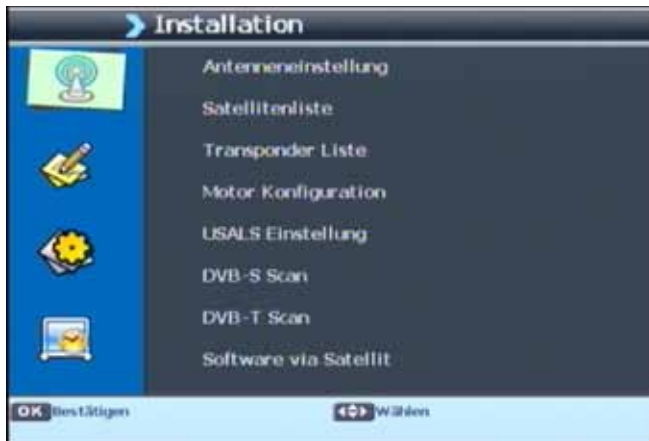 Installation
Antenneneinstellung
Satellitenliste
Transponder Liste
Motor Konfiguration
USALS Einstellung
DVB-S Scan
DVB-T Scan
Software via Satellit
OK Bestätigen Wählen